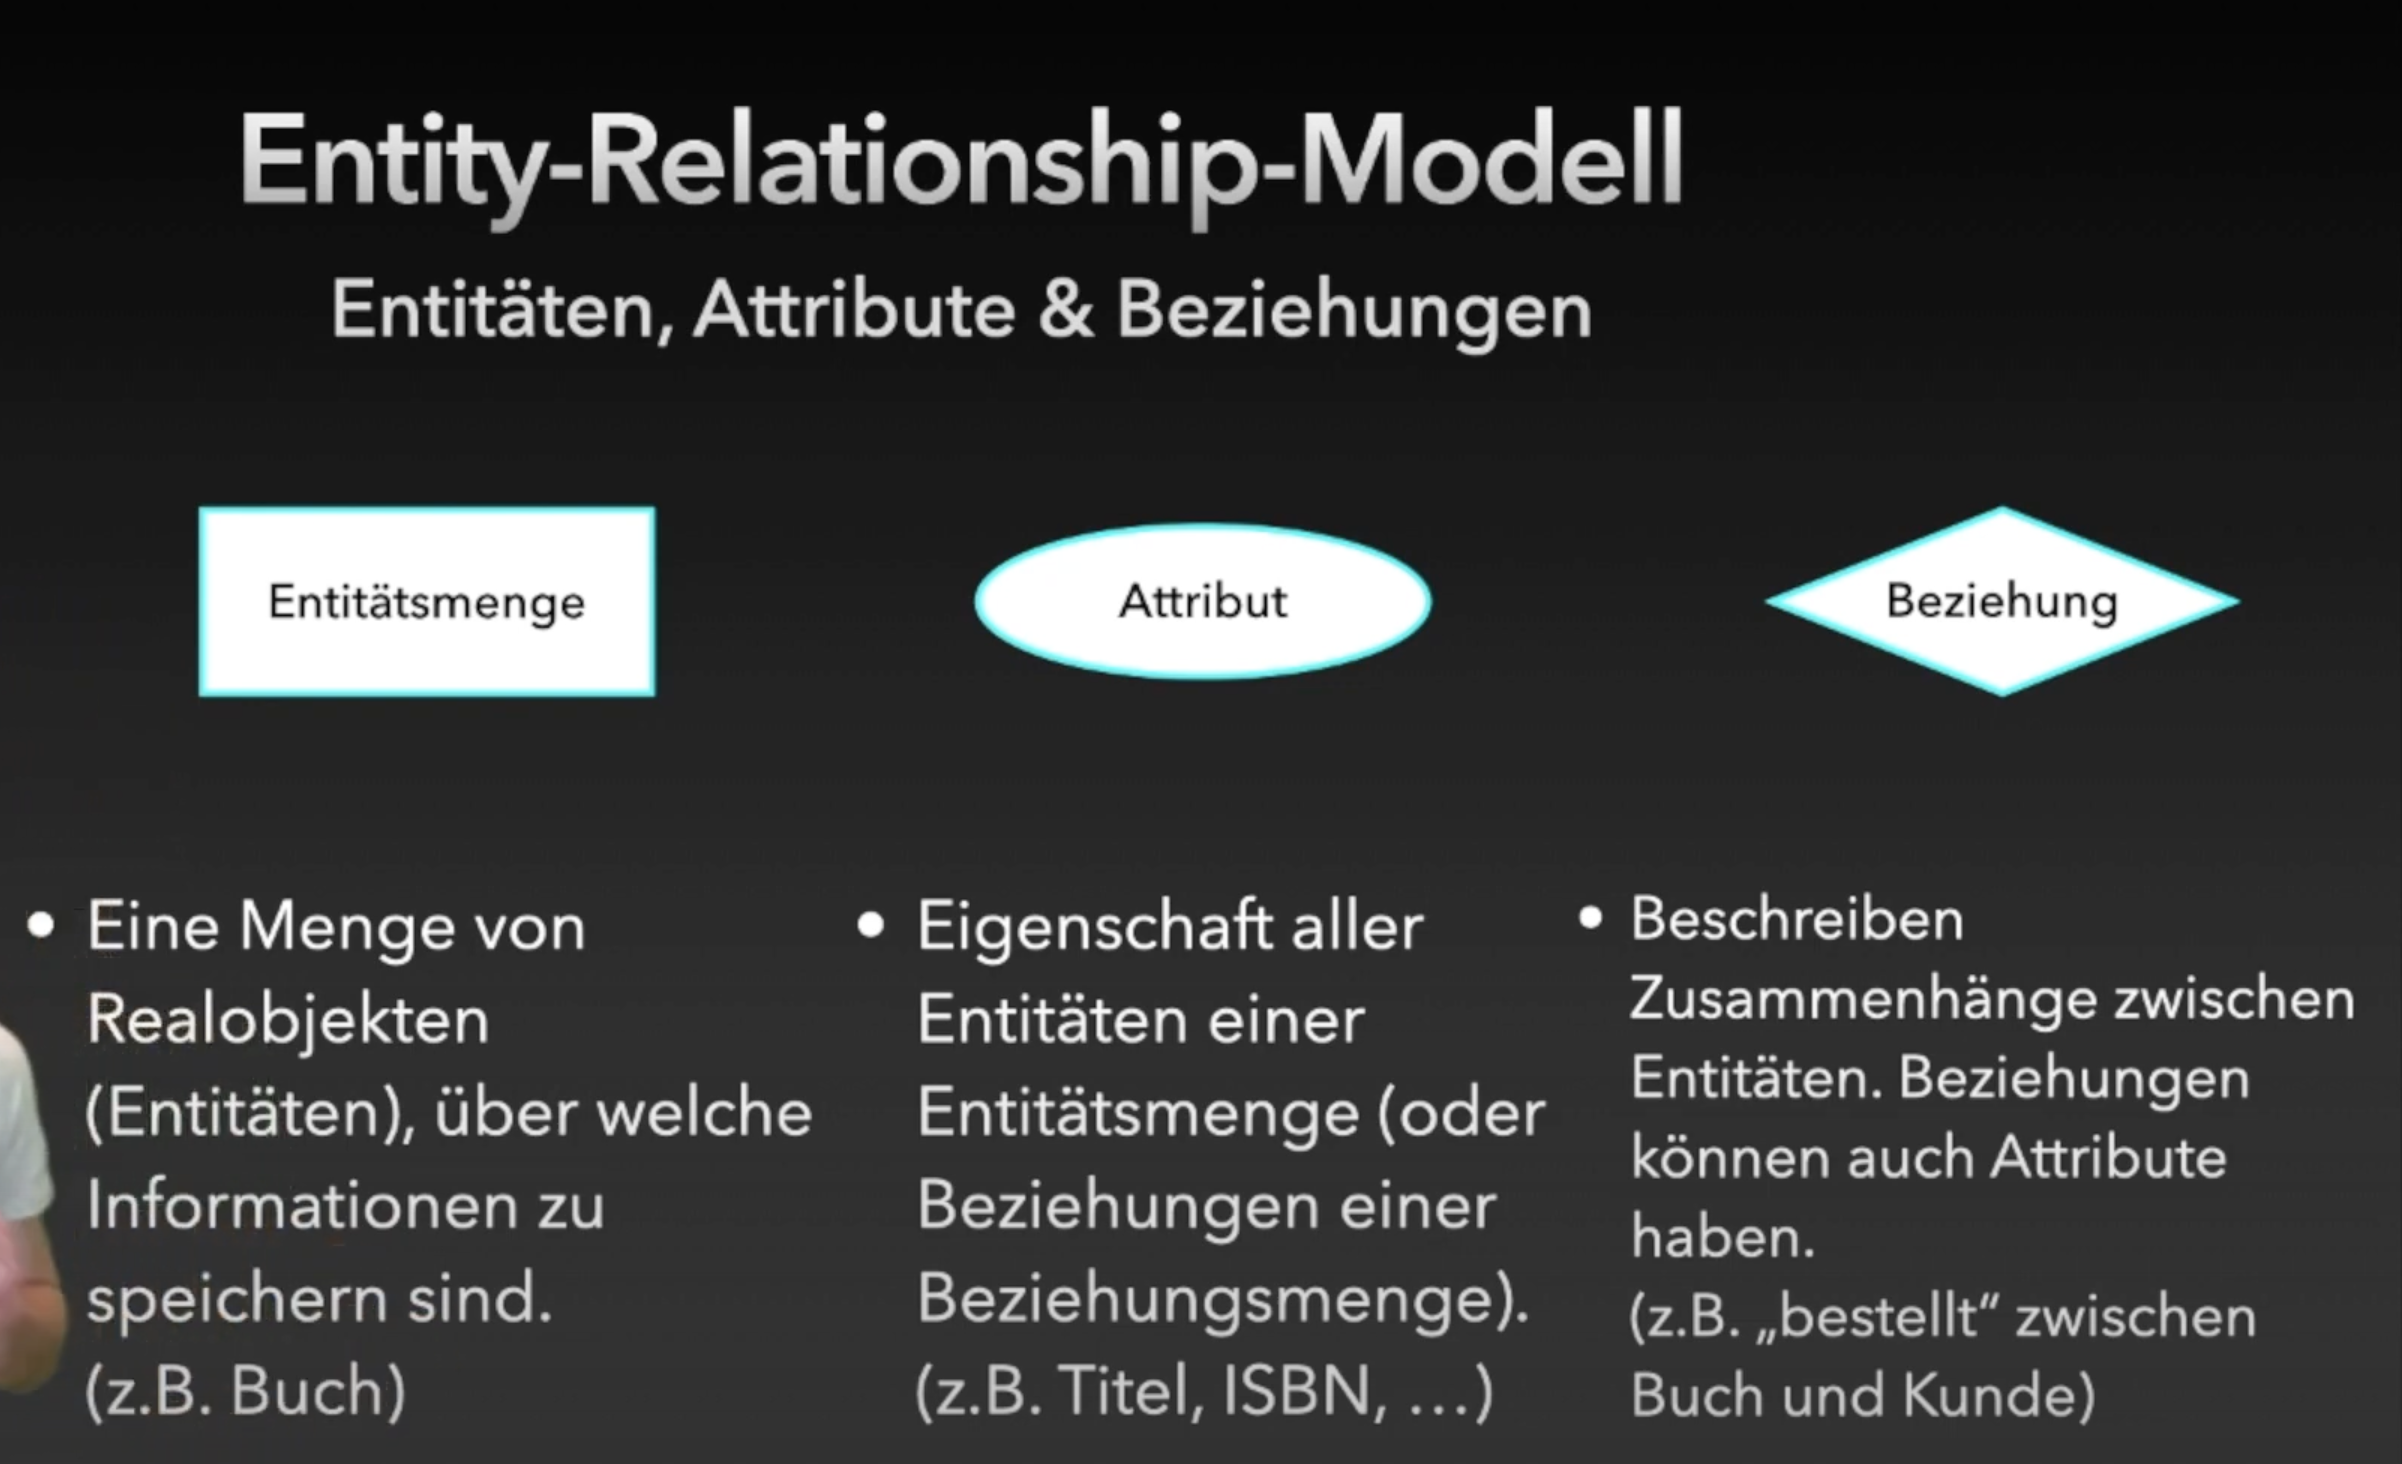 Entity-Relationship-Modell
Entitäten, Attribute & Beziehungen
Entitätsmenge
Attribut
Beziehung
• Eine Menge von
Realobjekten
(Entitäten), über welche
Informationen zu
speichern sind.
(z.B. Buch)
• Eigenschaft aller
Entitäten einer
Entitätsmenge (oder
Beziehungen einer
Beziehungsmenge).
(z.B. Titel, ISBN, …)
• Beschreiben
Zusammenhänge zwischen
Entitäten. Beziehungen
können auch Attribute
haben.
(z.B. „bestellt“ zwischen
Buch und Kunde)